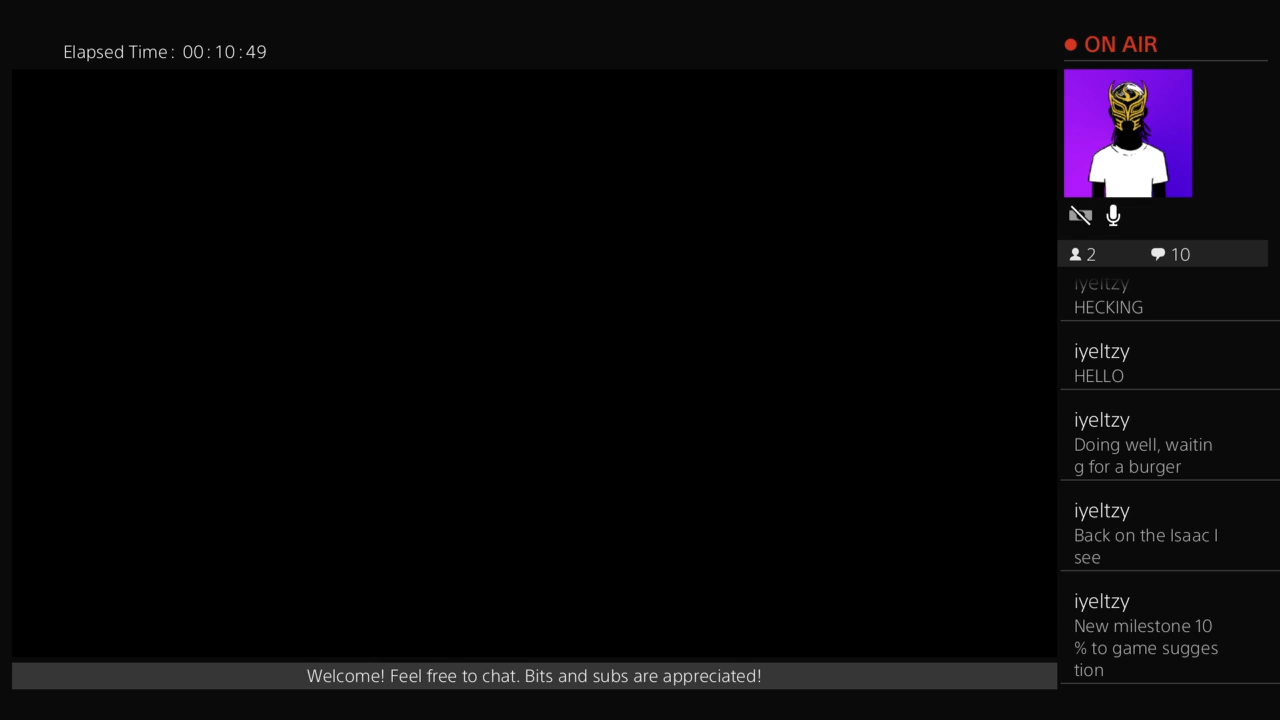 Elapsed Time: 00:10:49
ON AIR
2 10
iyeltzy
HECKING
iyeltzy
HELLO
iyeltzy
Doing well, waitin
g for a burger
iyeltzy
Back on the Isaac I
see
iyeltzy
New milestone 10
% to game sugges
tion
Welcome! Feel free to chat. Bits and subs are appreciated!